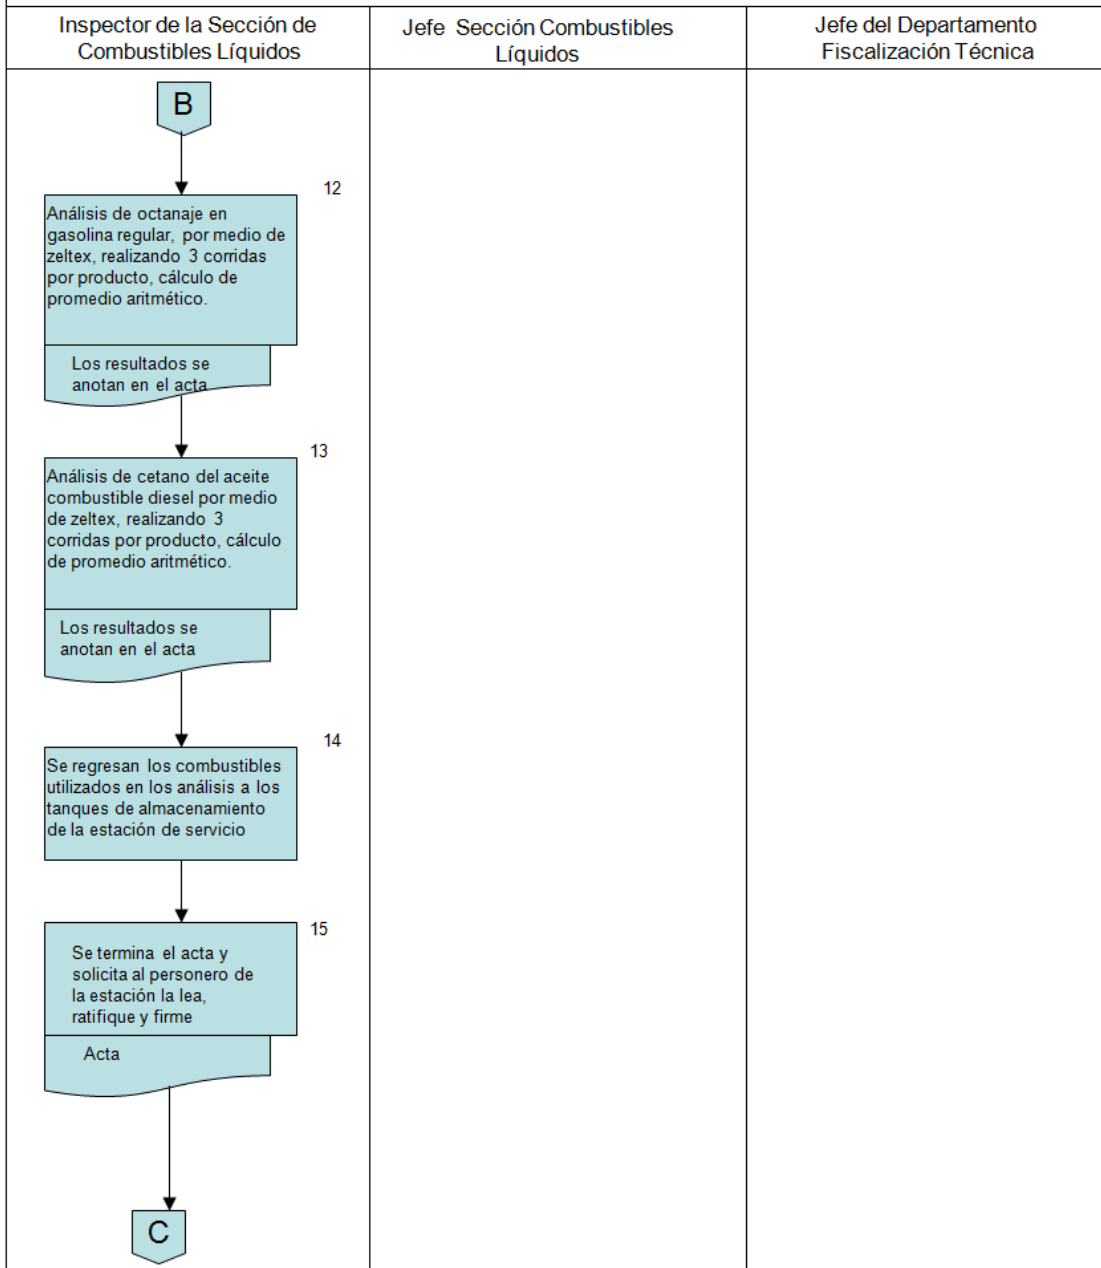 Inspector de la Sección de
Combustibles Líquidos
Jefe Sección Combustibles
Líquidos
Jefe del Departamento
Fiscalización Técnica
B
12
Análisis de octanaje en
gasolina regular, por medio de
zeltex, realizando 3 corridas
por producto, cálculo de
promedio aritmético.
Los resultados se
anotan en el acta
13
Análisis de cetano del aceite
combustible diesel por medio
de zeltex, realizando 3
corridas por producto, cálculo
de promedio aritmético.
Los resultados se
anotan en el acta
14
Se regresan los combustibles
utilizados en los análisis a los
tanques de almacenamiento
de la estación de servicio
15
Se termina el acta y
solicita al personero de
la estación la lea,
ratifique y firme
Acta
C